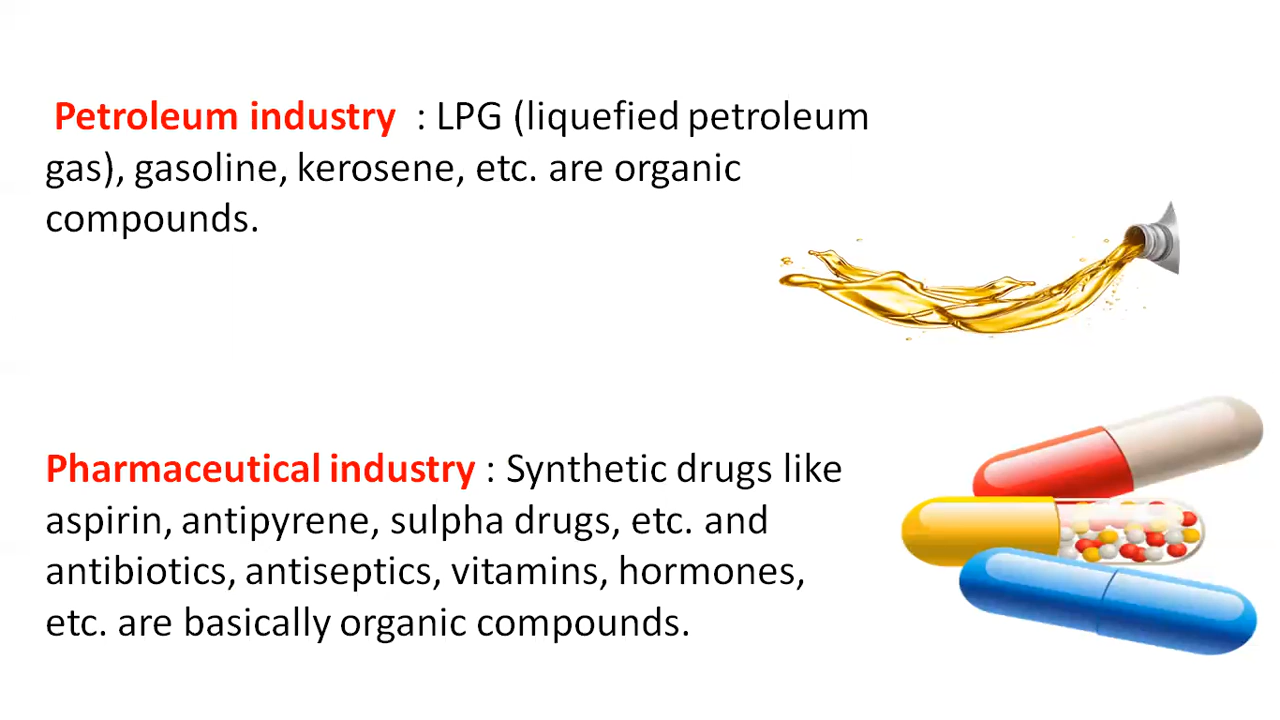 Petroleum industry : LPG (liquefied petroleum
gas), gasoline, kerosene, etc. are organic
compounds.
Pharmaceutical industry : Synthetic drugs like
aspirin, antipyrene, sulpha drugs, etc. and
antibiotics, antiseptics, vitamins, hormones,
etc. are basically organic compounds.